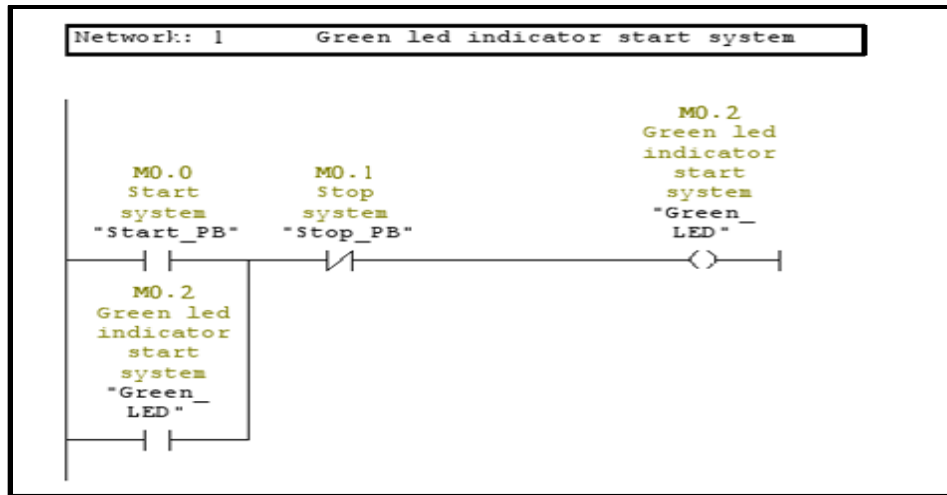 Network: 1 Green led indicator start system
M0.2
Green led
indicator
start
system
"Green_
LED"
M0.0
Start
system
"Start_PB"
M0.1
Stop
system
"Stop_PB"
M0.2
Green led
indicator
start
system
"Green_
LED"